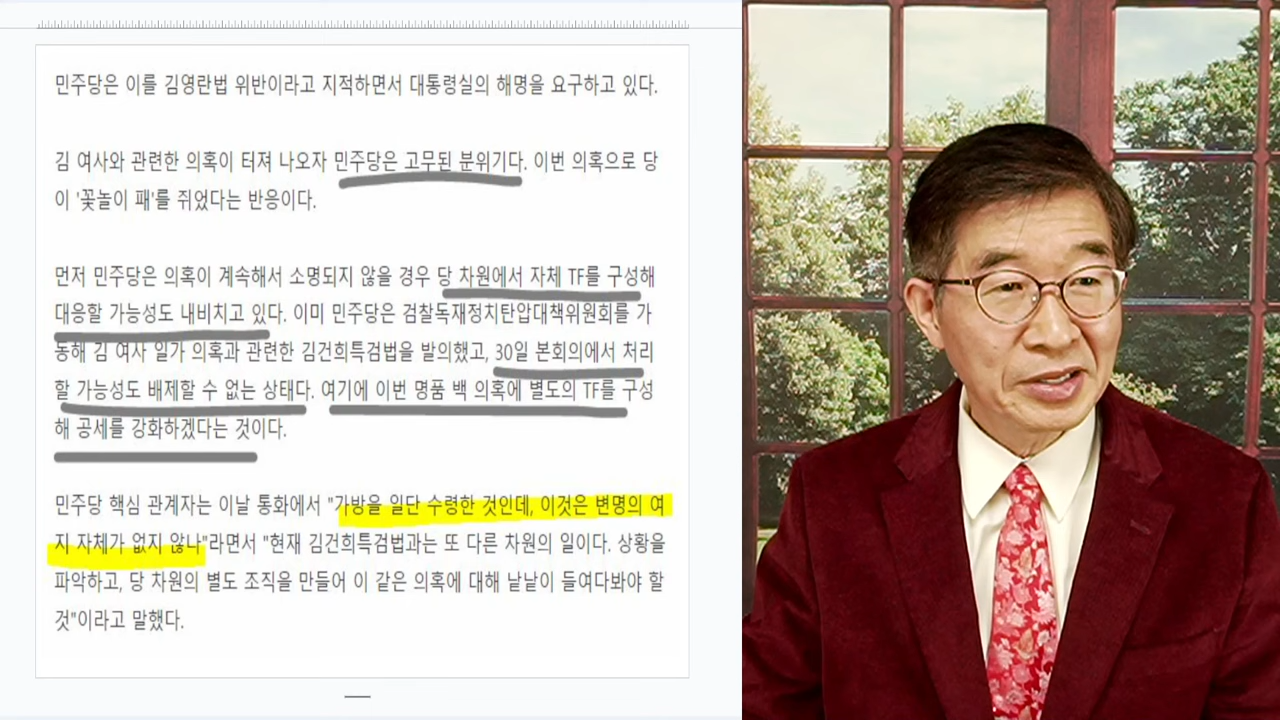 민주당은 이를 김영란법 위반이라고 지적하면서 대통령실의 해명을 요구하고 있다.
김 여사와 관련한 의혹이 터져 나오자 민주당은 고무된 분위기다. 이번 의혹으로 당
이 '꽃놀이 패'를 쥐었다는 반응이다.
먼저 민주당은 의혹이 계속해서 소명되지 않을 경우 당 차원에서 자체 TF를 구성해
대응할 가능성도 내비치고 있다. 이미 민주당은 검찰독재정치탄압대책위원회를 가
동해 김 여사 일가 의혹과 관련한 김건희특검법을 발의했고, 30일 본회의에서 처리
할 가능성도 배제할 수 없는 상태다. 여기에 이번 명품 백 의혹에 별도의 TF를 구성
해 공세를 강화하겠다는 것이다.
민주당 핵심 관계자는 이날 통화에서 "가방을 일단 수령한 것인데, 이것은 변명의 여
지 자체가 없지 않나"라면서 "현재 김건희특검법과는 또 다른 차원의 일이다. 상황을
파악하고, 당 차원의 별도 조직을 만들어 이 같은 의혹에 대해 낱낱이 들여다봐야 할
것"이라고 말했다.